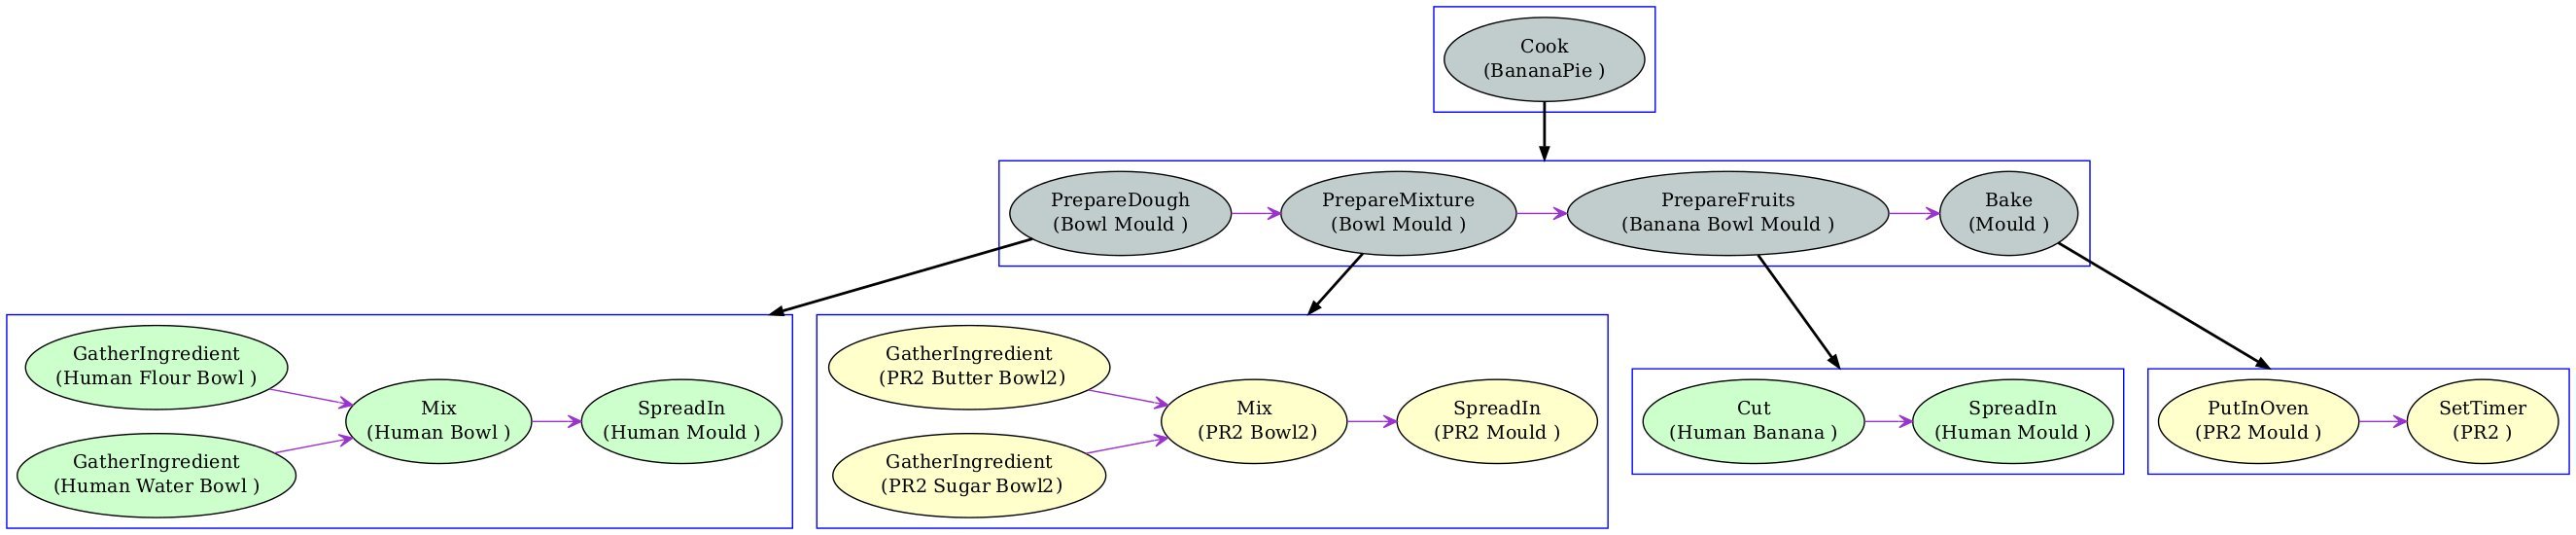 Cook
(BananaPie )
PrepareDough
(Bowl Mould )
PrepareMixture
(Bowl Mould )
PrepareFruits
(Banana Bowl Mould )
Bake
(Mould )
GatherIngredient
(Human Flour Bowl )
GatherIngredient
(Human Water Bowl )
Mix
(Human Bowl )
SpreadIn
(Human Mould )
GatherIngredient
(PR2 Butter Bowl2)
GatherIngredient
(PR2 Sugar Bowl2)
Mix
(PR2 Bowl2)
SpreadIn
(PR2 Mould )
Cut
(Human Banana )
SpreadIn
(Human Mould )
PutInOven
(PR2 Mould )
SetTimer
(PR2 )